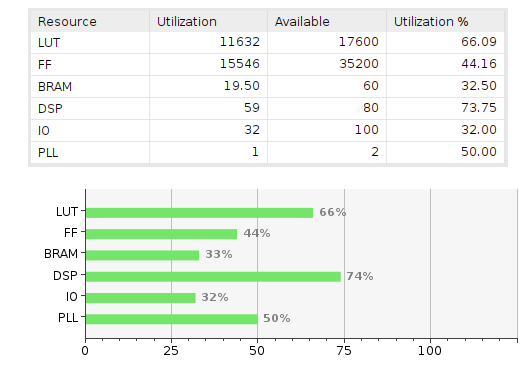 Resource Utilization Available Utilization %
LUT 11632 17600 66.09
FF 15546 35200 44.16
BRAM 19.50 60 32.50
DSP 59 80 73.75
IO 32 100 32.00
PLL 1 2 50.00
LUT 66%
FF 44%
BRAM 33%
DSP 74%
IO 32%
PLL 50%
0 25 50 75 100